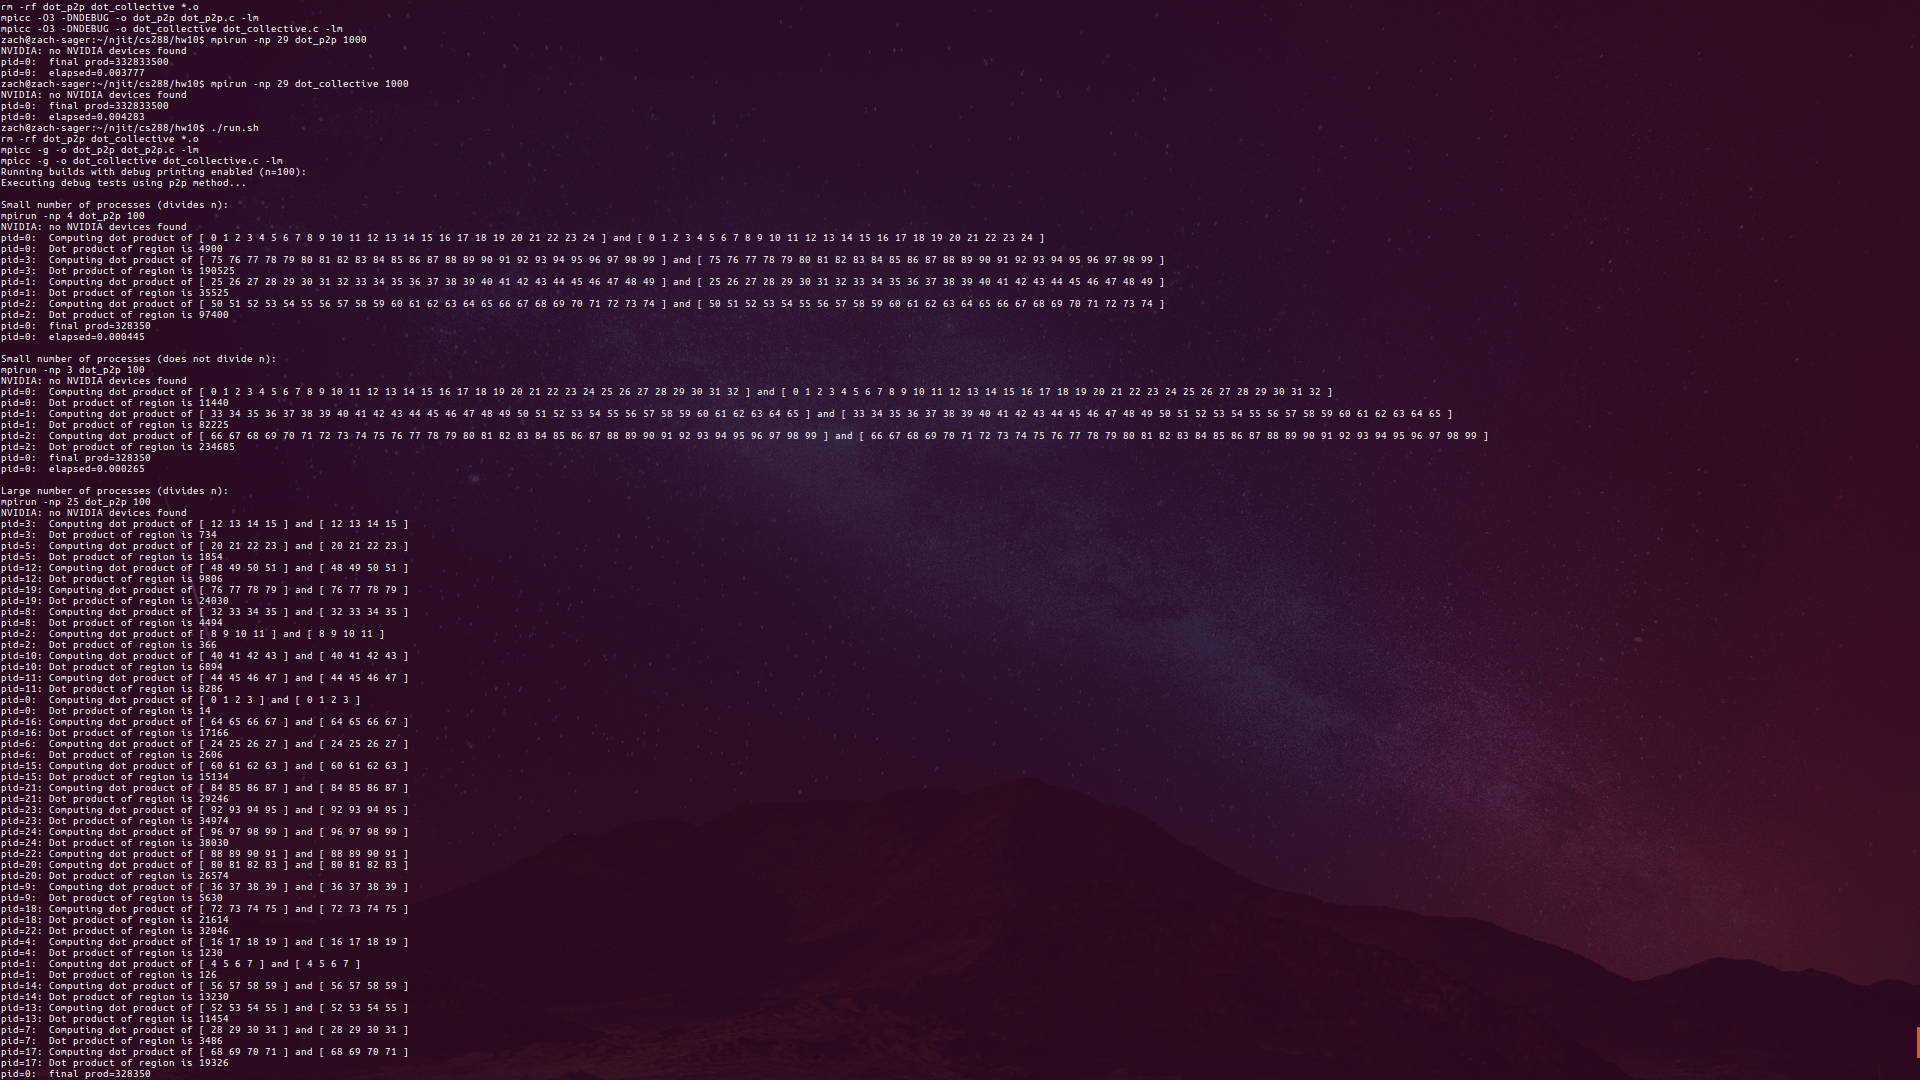 rm -rf dot_p2p dot_collective *.o
mpicc -O3 -DNDEBUG -o dot_p2p dot_p2p.c -lm
mpicc -O3 -DNDEBUG -o dot_collective dot_collective.c -lm
zach@zach-sager:~/njit/cs288/hw10$ mpirun -np 29 dot_p2p 1000
NVIDIA: no NVIDIA devices found
pid=0:  final prod=332833500
pid=0:  elapsed=0.003777
zach@zach-sager:~/njit/cs288/hw10$ mpirun -np 29 dot_collective 1000
NVIDIA: no NVIDIA devices found
pid=0:  final prod=332833500
pid=0:  elapsed=0.004283
zach@zach-sager:~/njit/cs288/hw10$ ./run.sh
rm -rf dot_p2p dot_collective *.o
mpicc -g -o dot_p2p dot_p2p.c -lm
mpicc -g -o dot_collective dot_collective.c -lm
Running builds with debug printing enabled (n=100):
Executing debug tests using p2p method...

Small number of processes (divides n):
mpirun -np 4 dot_p2p 100
NVIDIA: no NVIDIA devices found
pid=0:  Computing dot product of [ 0 1 2 3 4 5 6 7 8 9 10 11 12 13 14 15 16 17 18 19 20 21 22 23 24 ] and [ 0 1 2 3 4 5 6 7 8 9 10 11 12 13 14 15 16 17 18 19 20 21 22 23 24 ]
pid=0:  Dot product of region is 4900
pid=3:  Computing dot product of [ 75 76 77 78 79 80 81 82 83 84 85 86 87 88 89 90 91 92 93 94 95 96 97 98 99 ] and [ 75 76 77 78 79 80 81 82 83 84 85 86 87 88 89 90 91 92 93 94 95 96 97 98 99 ]
pid=3:  Dot product of region is 190525
pid=1:  Computing dot product of [ 25 26 27 28 29 30 31 32 33 34 35 36 37 38 39 40 41 42 43 44 45 46 47 48 49 ] and [ 25 26 27 28 29 30 31 32 33 34 35 36 37 38 39 40 41 42 43 44 45 46 47 48 49 ]
pid=1:  Dot product of region is 35525
pid=2:  Computing dot product of [ 50 51 52 53 54 55 56 57 58 59 60 61 62 63 64 65 66 67 68 69 70 71 72 73 74 ] and [ 50 51 52 53 54 55 56 57 58 59 60 61 62 63 64 65 66 67 68 69 70 71 72 73 74 ]
pid=2:  Dot product of region is 97400
pid=0:  final prod=328350
pid=0:  elapsed=0.000445

Small number of processes (does not divide n):
mpirun -np 3 dot_p2p 100
NVIDIA: no NVIDIA devices found
pid=0:  Computing dot product of [ 0 1 2 3 4 5 6 7 8 9 10 11 12 13 14 15 16 17 18 19 20 21 22 23 24 25 26 27 28 29 30 31 32 ] and [ 0 1 2 3 4 5 6 7 8 9 10 11 12 13 14 15 16 17 18 19 20 21 22 23 24 25 26 27 28 29 30 31 32 ]
pid=0:  Dot product of region is 11440
pid=1:  Computing dot product of [ 33 34 35 36 37 38 39 40 41 42 43 44 45 46 47 48 49 50 51 52 53 54 55 56 57 58 59 60 61 62 63 64 65 ] and [ 33 34 35 36 37 38 39 40 41 42 43 44 45 46 47 48 49 50 51 52 53 54 55 56 57 58 59 60 61 62 63 64 65 ]
pid=1:  Dot product of region is 82225
pid=2:  Computing dot product of [ 66 67 68 69 70 71 72 73 74 75 76 77 78 79 80 81 82 83 84 85 86 87 88 89 90 91 92 93 94 95 96 97 98 99 ] and [ 66 67 68 69 70 71 72 73 74 75 76 77 78 79 80 81 82 83 84 85 86 87 88 89 90 91 92 93 94 95 96 97 98 99 ]
pid=2:  Dot product of region is 234685
pid=0:  final prod=328350
pid=0:  elapsed=0.000265

Large number of processes (divides n):
mpirun -np 25 dot_p2p 100
NVIDIA: no NVIDIA devices found
pid=3:  Computing dot product of [ 12 13 14 15 ] and [ 12 13 14 15 ]
pid=3:  Dot product of region is 734
pid=5:  Computing dot product of [ 20 21 22 23 ] and [ 20 21 22 23 ]
pid=5:  Dot product of region is 1854
pid=12: Computing dot product of [ 48 49 50 51 ] and [ 48 49 50 51 ]
pid=12: Dot product of region is 9806
pid=19: Computing dot product of [ 76 77 78 79 ] and [ 76 77 78 79 ]
pid=19: Dot product of region is 24030
pid=8:  Computing dot product of [ 32 33 34 35 ] and [ 32 33 34 35 ]
pid=8:  Dot product of region is 4494
pid=2:  Computing dot product of [ 8 9 10 11 ] and [ 8 9 10 11 ]
pid=2:  Dot product of region is 366
pid=10: Computing dot product of [ 40 41 42 43 ] and [ 40 41 42 43 ]
pid=10: Dot product of region is 6894
pid=11: Computing dot product of [ 44 45 46 47 ] and [ 44 45 46 47 ]
pid=11: Dot product of region is 8286
pid=0:  Computing dot product of [ 0 1 2 3 ] and [ 0 1 2 3 ]
pid=0:  Dot product of region is 14
pid=16: Computing dot product of [ 64 65 66 67 ] and [ 64 65 66 67 ]
pid=16: Dot product of region is 17166
pid=6:  Computing dot product of [ 24 25 26 27 ] and [ 24 25 26 27 ]
pid=6:  Dot product of region is 2606
pid=15: Computing dot product of [ 60 61 62 63 ] and [ 60 61 62 63 ]
pid=15: Dot product of region is 15134
pid=21: Computing dot product of [ 84 85 86 87 ] and [ 84 85 86 87 ]
pid=21: Dot product of region is 29246
pid=23: Computing dot product of [ 92 93 94 95 ] and [ 92 93 94 95 ]
pid=23: Dot product of region is 34974
pid=24: Computing dot product of [ 96 97 98 99 ] and [ 96 97 98 99 ]
pid=24: Dot product of region is 38030
pid=22: Computing dot product of [ 88 89 90 91 ] and [ 88 89 90 91 ]
pid=20: Computing dot product of [ 80 81 82 83 ] and [ 80 81 82 83 ]
pid=20: Dot product of region is 26574
pid=9:  Computing dot product of [ 36 37 38 39 ] and [ 36 37 38 39 ]
pid=9:  Dot product of region is 5630
pid=18: Computing dot product of [ 72 73 74 75 ] and [ 72 73 74 75 ]
pid=18: Dot product of region is 21614
pid=22: Dot product of region is 32046
pid=4:  Computing dot product of [ 16 17 18 19 ] and [ 16 17 18 19 ]
pid=4:  Dot product of region is 1230
pid=1:  Computing dot product of [ 4 5 6 7 ] and [ 4 5 6 7 ]
pid=1:  Dot product of region is 126
pid=14: Computing dot product of [ 56 57 58 59 ] and [ 56 57 58 59 ]
pid=14: Dot product of region is 13230
pid=13: Computing dot product of [ 52 53 54 55 ] and [ 52 53 54 55 ]
pid=13: Dot product of region is 11454
pid=7:  Computing dot product of [ 28 29 30 31 ] and [ 28 29 30 31 ]
pid=7:  Dot product of region is 3486
pid=17: Computing dot product of [ 68 69 70 71 ] and [ 68 69 70 71 ]
pid=17: Dot product of region is 19326
pid=0:  final prod=328350